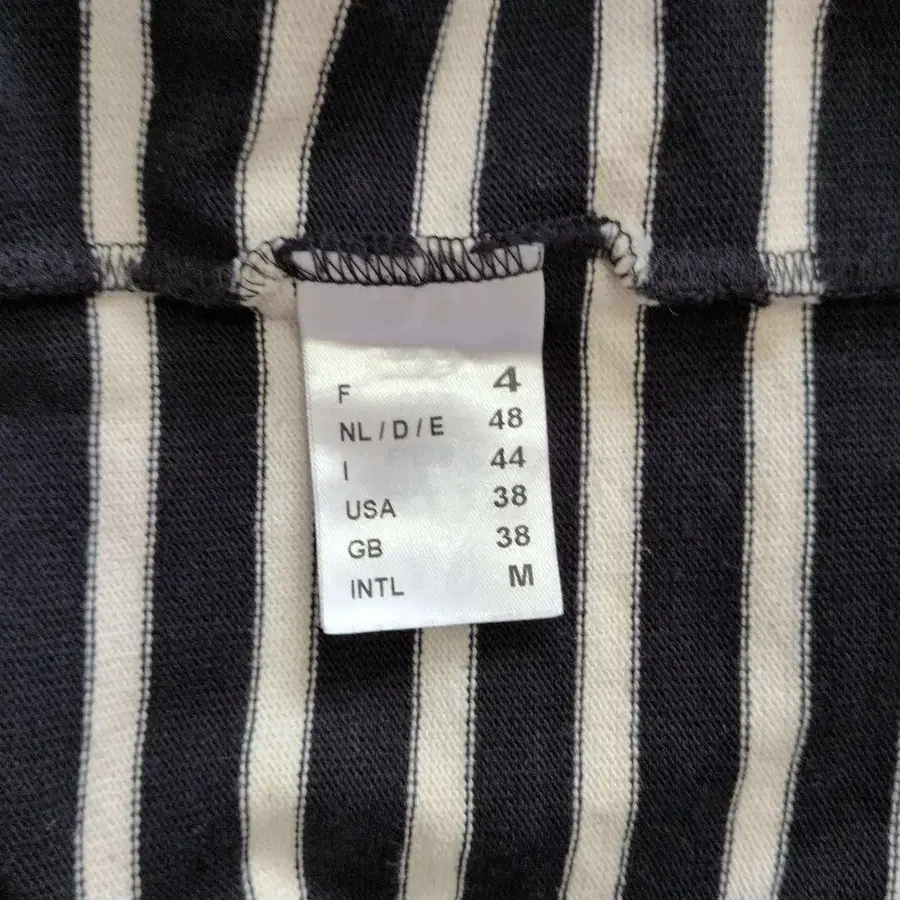 F 4
NL / D / E 48
I 44
USA 38
GB 38
INTL M